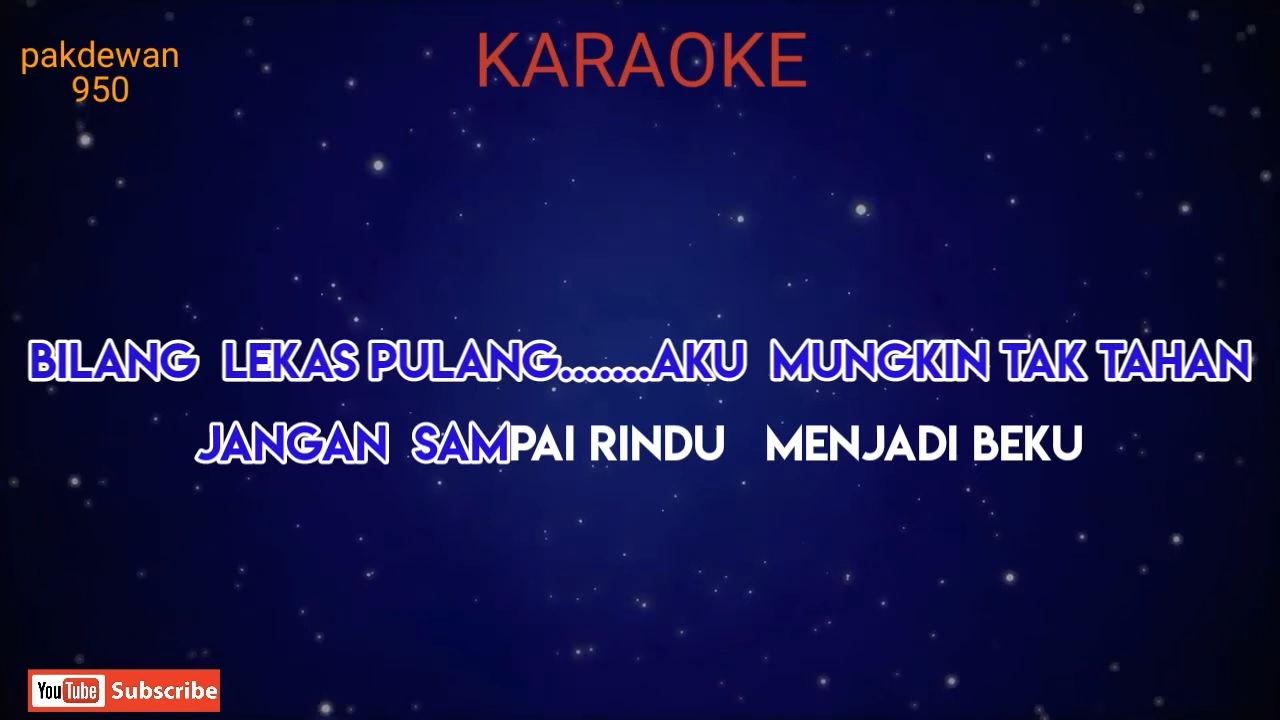 pakdewan
950
KARAOKE
BILANG LEKAS PULANG.......AKU MUNGKIN TAK TAHAN
JANGAN SAMPAI RINDU MENJADI BEKU
YouTube Subscribe